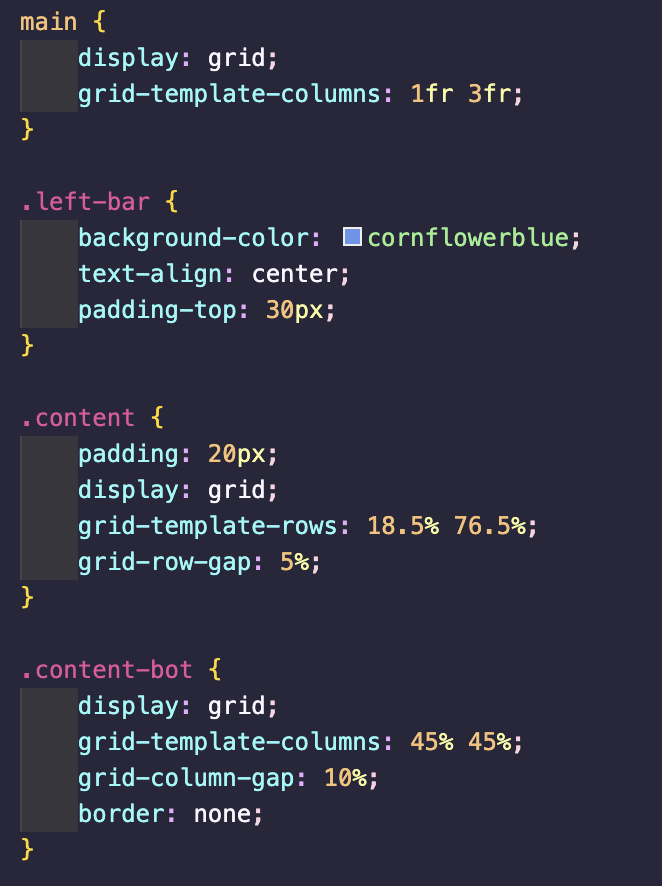 main {
    display: grid;
    grid-template-columns: 1fr 3fr;
}

.left-bar {
    background-color: cornflowerblue;
    text-align: center;
    padding-top: 30px;
}

.content {
    padding: 20px;
    display: grid;
    grid-template-rows: 18.5% 76.5%;
    grid-row-gap: 5%;
}

.content-bot {
    display: grid;
    grid-template-columns: 45% 45%;
    grid-column-gap: 10%;
    border: none;
}